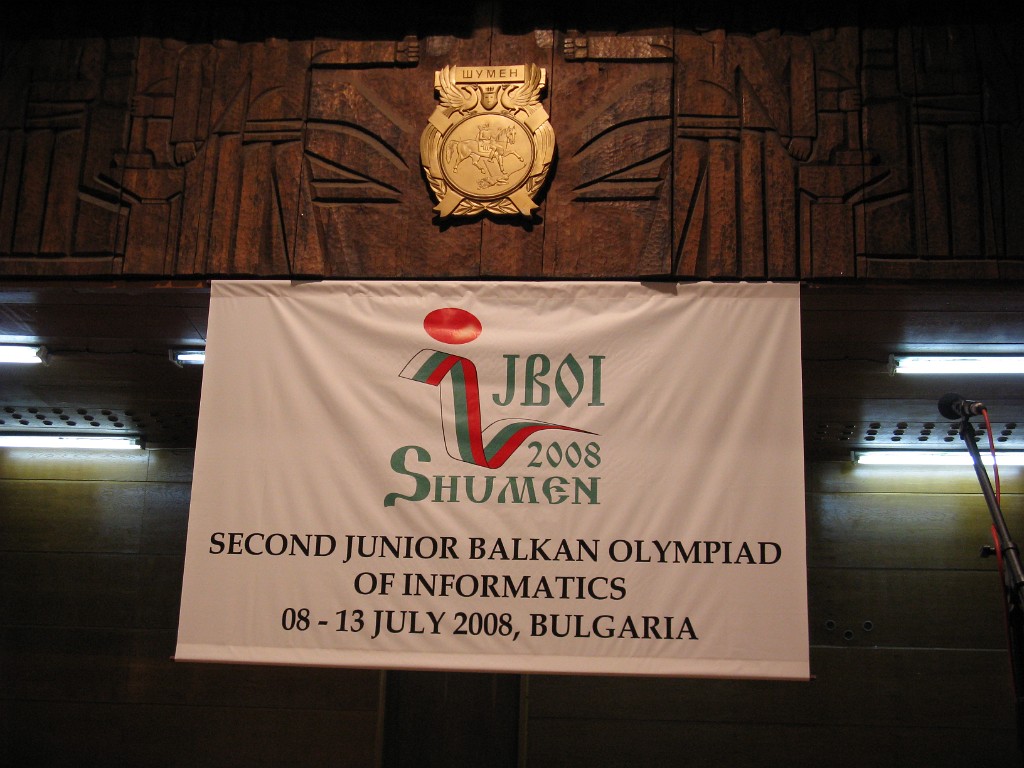 ШУМЕН
JBOI
2008
SHUMEN
SECOND JUNIOR BALKAN OLYMPIAD
OF INFORMATICS
08 - 13 JULY 2008, BULGARIA